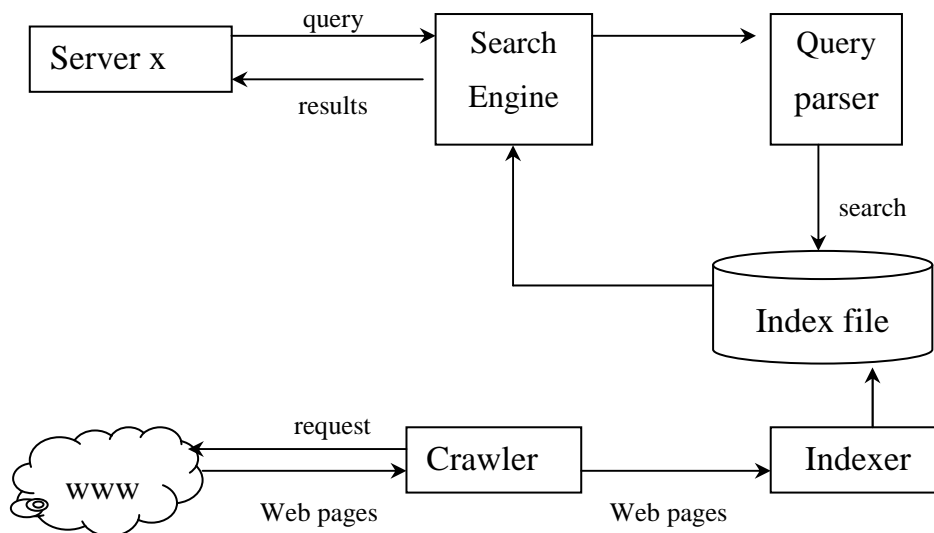 query
Server x
results
Search
Engine
Query
parser
search
Index file
request
www
Crawler
Indexer
Web pages
Web pages